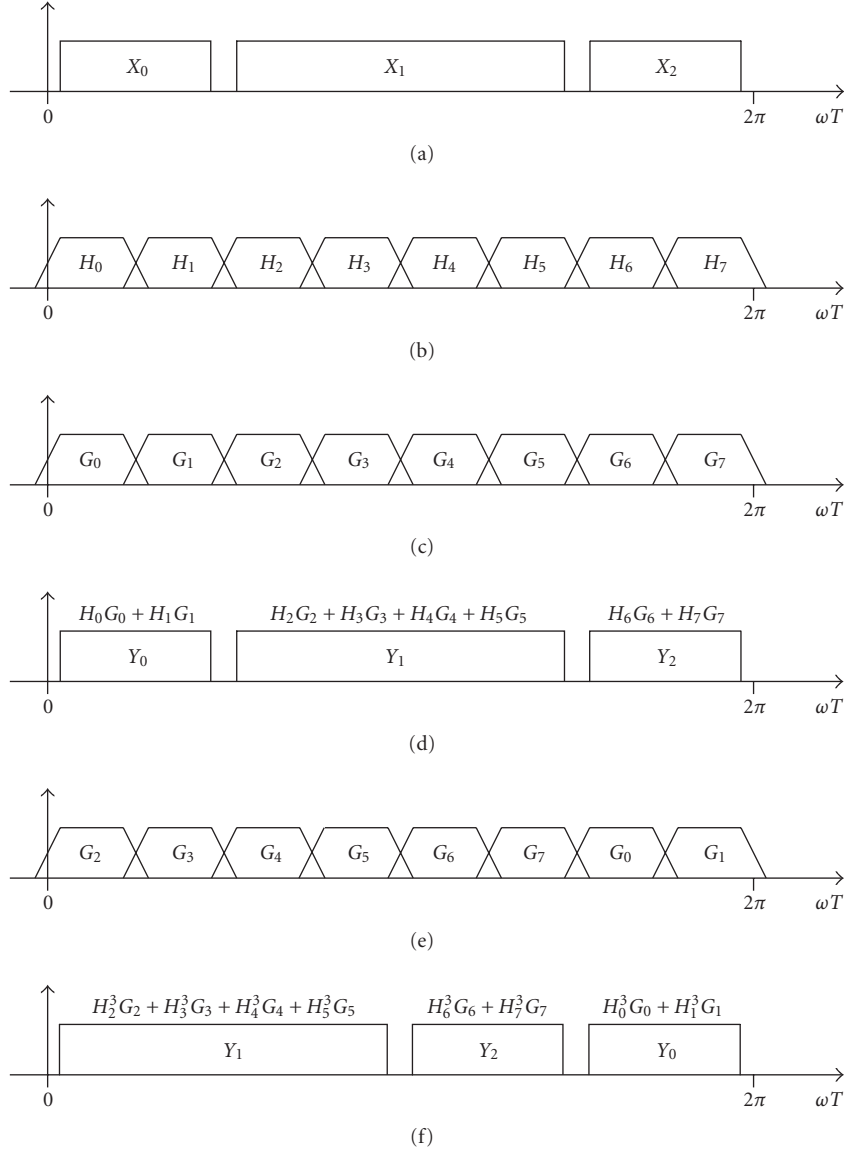 X₀ X₁ X₂
0 2π ωT
(a)
H₀ H₁ H₂ H₃ H₄ H₅ H₆ H₇
0 2π ωT
(b)
G₀ G₁ G₂ G₃ G₄ G₅ G₆ G₇
0 2π ωT
(c)
H₀G₀ + H₁G₁ H₂G₂ + H₃G₃ + H₄G₄ + H₅G₅ H₆G₆ + H₇G₇
Y₀ Y₁ Y₂
0 2π ωT
(d)
G₂ G₃ G₄ G₅ G₆ G₇ G₀ G₁
0 2π ωT
(e)
H₂³G₂ + H₃³G₃ + H₄³G₄ + H₅³G₅ H₆³G₆ + H₇³G₇ H₀³G₀ + H₁³G₁
Y₁ Y₂ Y₀
0 2π ωT
(f)